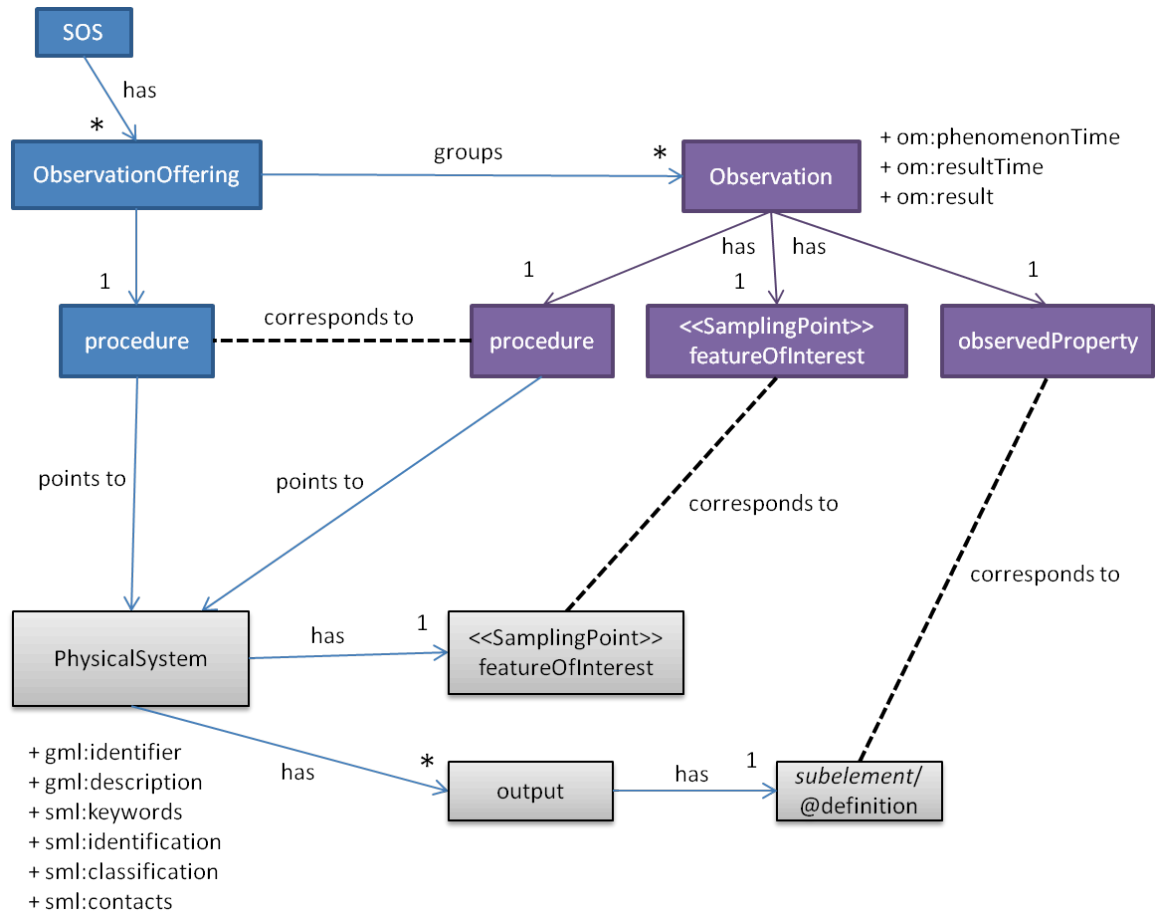 SOS
has
*
ObservationOffering
groups
*
Observation
+ om:phenomenonTime
+ om:resultTime
+ om:result
has
has
1
1
1
1
procedure
corresponds to
procedure
<<SamplingPoint>>
featureOfInterest
observedProperty
points to
points to
corresponds to
corresponds to
PhysicalSystem
has
1
<<SamplingPoint>>
featureOfInterest
+ gml:identifier
+ gml:description
+ sml:keywords
+ sml:identification
+ sml:classification
+ sml:contacts
has
*
output
has
1
subelement/
@definition